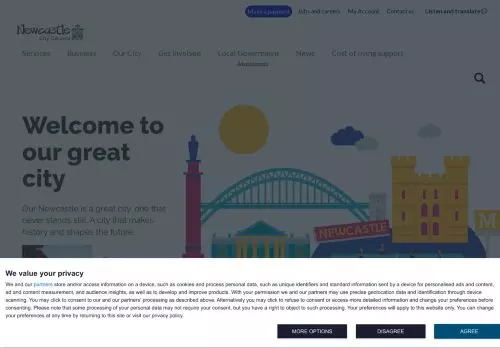 Make a payment Jobs and careers My Account Contact us Listen and translate
Newcastle
City Council
Services Business Our City Get Involved Local Government News Cost of living support
Welcome to
our great
city
Our Newcastle is a great city, one that
never stands still. A city that makes
history and shapes the future.
NEWCASTLE
M
We value your privacy
We and our partners store and/or access information on a device, such as cookies and process personal data, such as unique identifiers and standard information sent by a device for personalised ads and content,
ad and content measurement, and audience insights, as well as to develop and improve products. With your permission we and our partners may use precise geolocation data and identification through device
scanning. You may click to consent to our and our partners' processing as described above. Alternatively you may click to refuse to consent or access more detailed information and change your preferences before
consenting. Please note that some processing of your personal data may not require your consent, but you have a right to object to such processing. Your preferences will apply to this website only. You can change
your preferences at any time by returning to this site or visit our privacy policy.
MORE OPTIONS DISAGREE AGREE